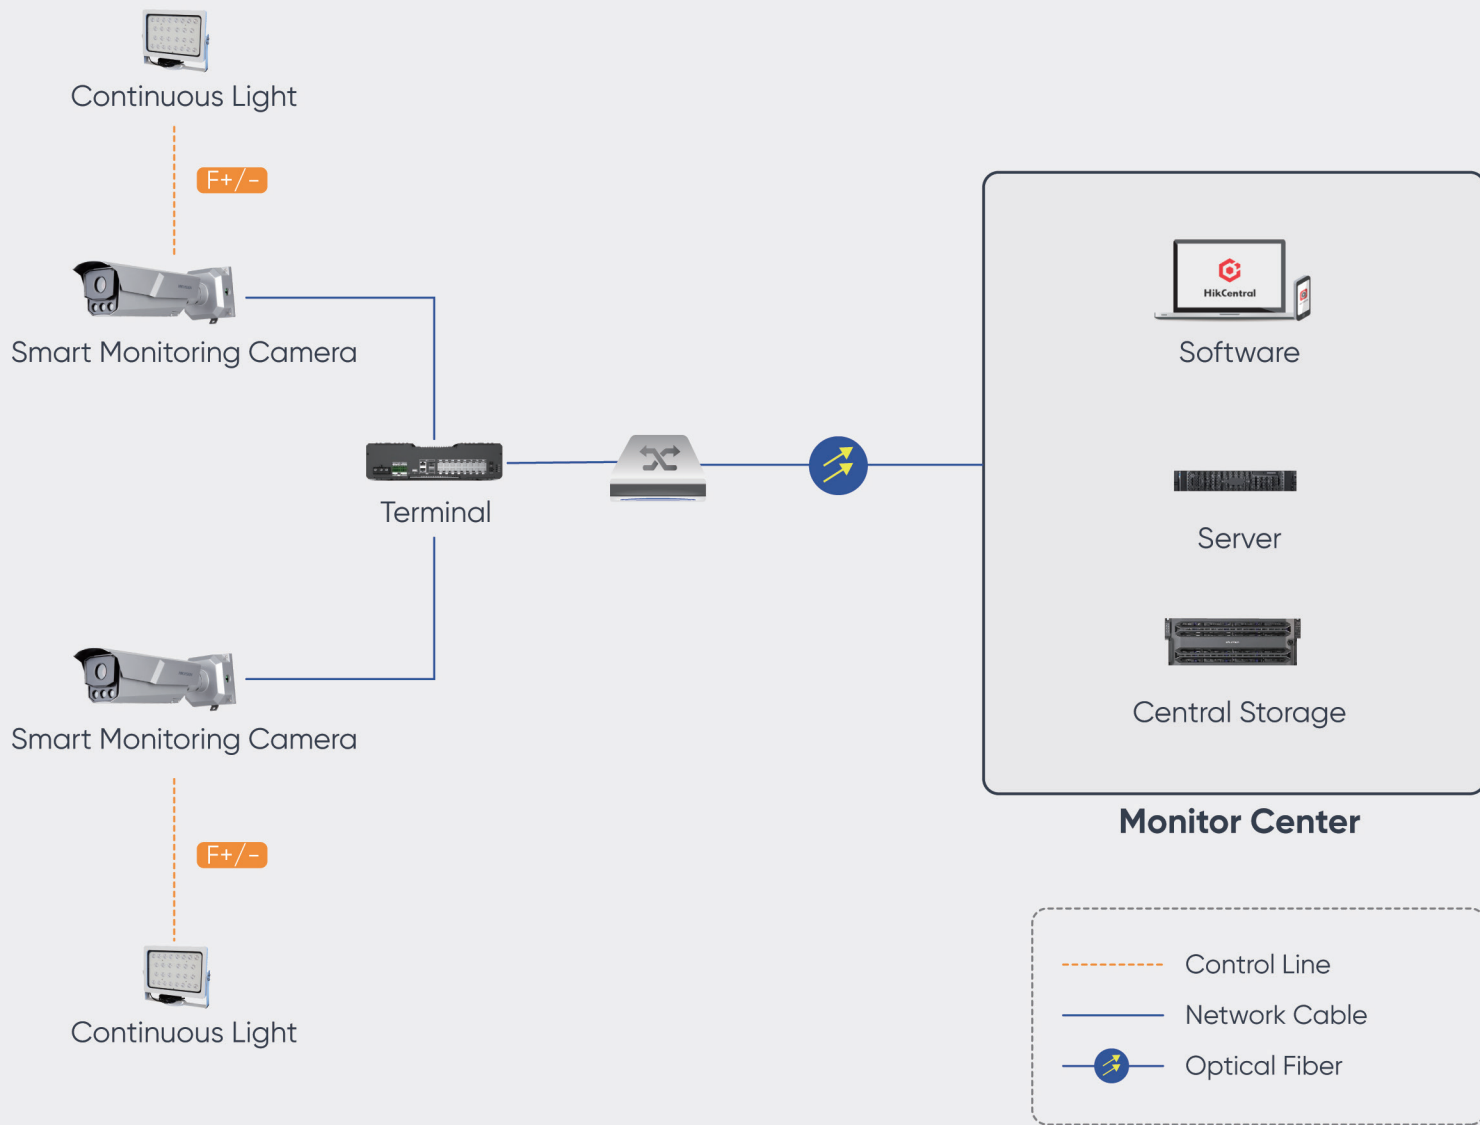 Continuous Light
F+/-
Smart Monitoring Camera
HikCentral
Software
Terminal
Server
Central Storage
Smart Monitoring Camera
Monitor Center
F+/-
Continuous Light
Control Line
Network Cable
Optical Fiber